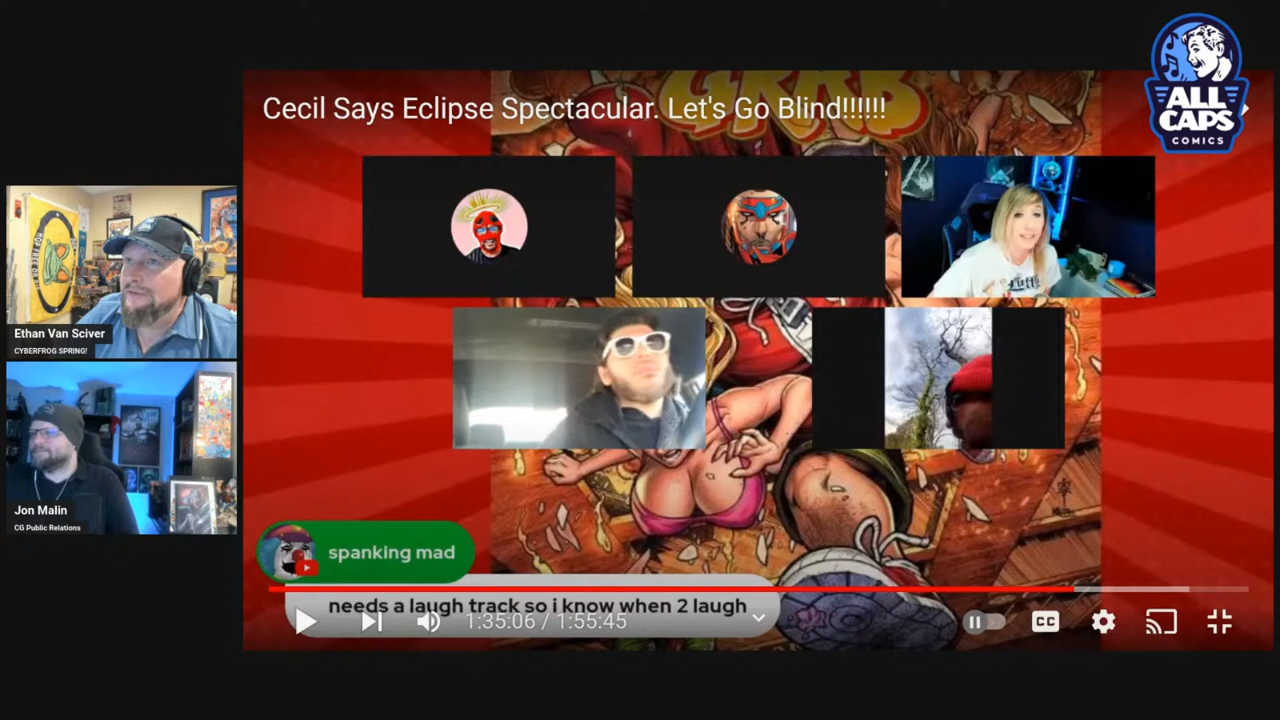 Cecil Says Eclipse Spectacular. Let's Go Blind!!!!!!
ALL
CAPS
COMICS
GRRB
Ethan Van Sciver
CYBERFROG SPRING!
Jon Malin
CG Public Relations
spanking mad
needs a laugh track so i know when 2 laugh
1:35:06 / 1:55:45
CC